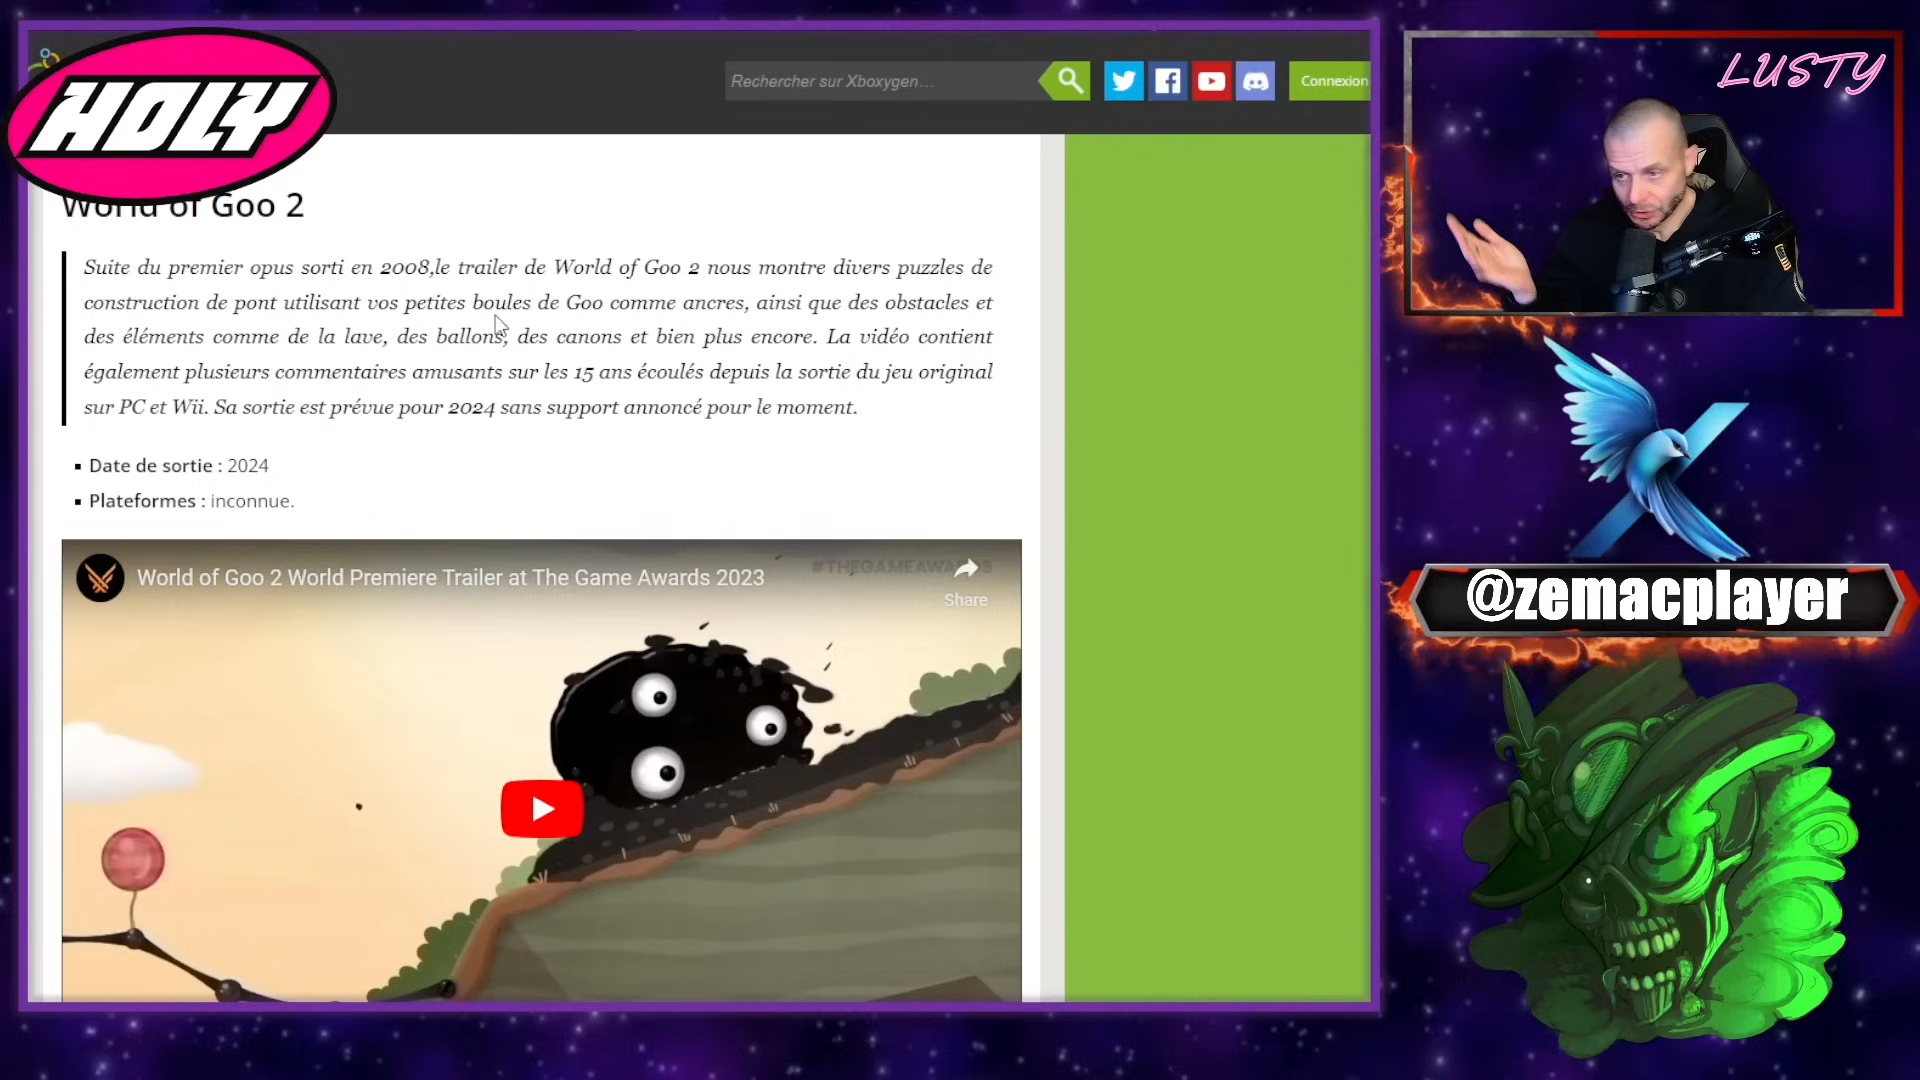 HOLY
Rechercher sur Xboxygen...
Connexion
LUSTY
World of Goo 2
Suite du premier opus sorti en 2008,le trailer de World of Goo 2 nous montre divers puzzles de
construction de pont utilisant vos petites boules de Goo comme ancres, ainsi que des obstacles et
des éléments comme de la lave, des ballons, des canons et bien plus encore. La vidéo contient
également plusieurs commentaires amusants sur les 15 ans écoulés depuis la sortie du jeu original
sur PC et Wii. Sa sortie est prévue pour 2024 sans support annoncé pour le moment.
Date de sortie : 2024
Plateformes : inconnue.
#THEGAMEAWARDS
World of Goo 2 World Premiere Trailer at The Game Awards 2023
Share
@zemacplayer